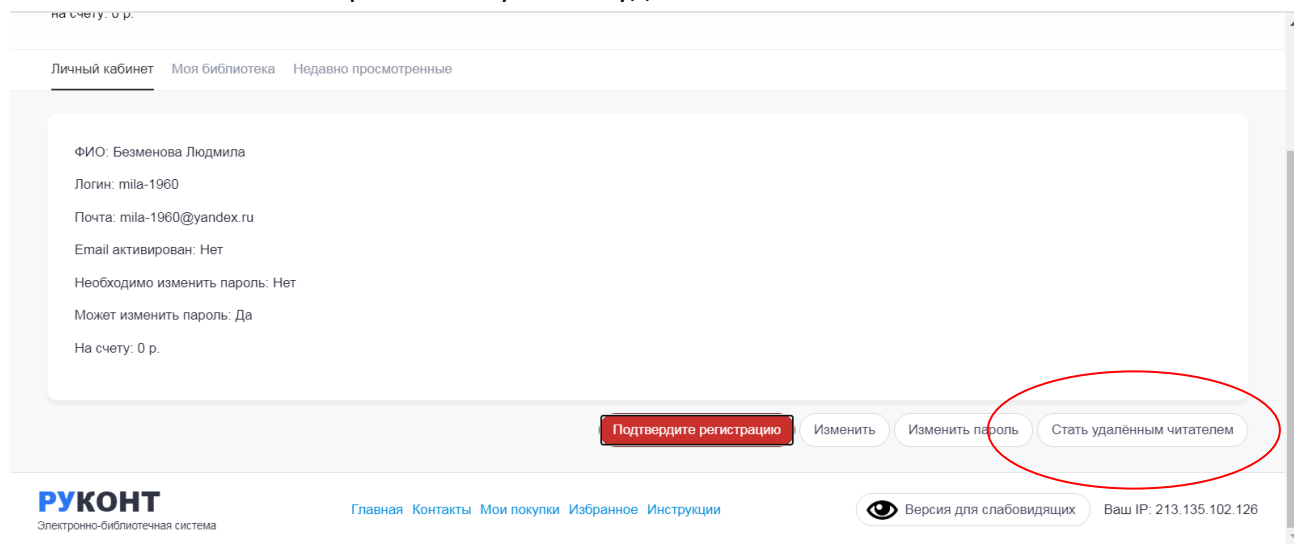 на счету: 0 р.
Личный кабинет Моя библиотека Недавно просмотренные
ФИО: Безменова Людмила
Логин: mila-1960
Почта: mila-1960@yandex.ru
Email активирован: Нет
Необходимо изменить пароль: Нет
Может изменить пароль: Да
На счету: 0 р.
Подтвердите регистрацию Изменить Изменить пароль Стать удалённым читателем
РУКОНТ
Электронно-библиотечная система
Главная Контакты Мои покупки Избранное Инструкции
Версия для слабовидящих Ваш IP: 213.135.102.126